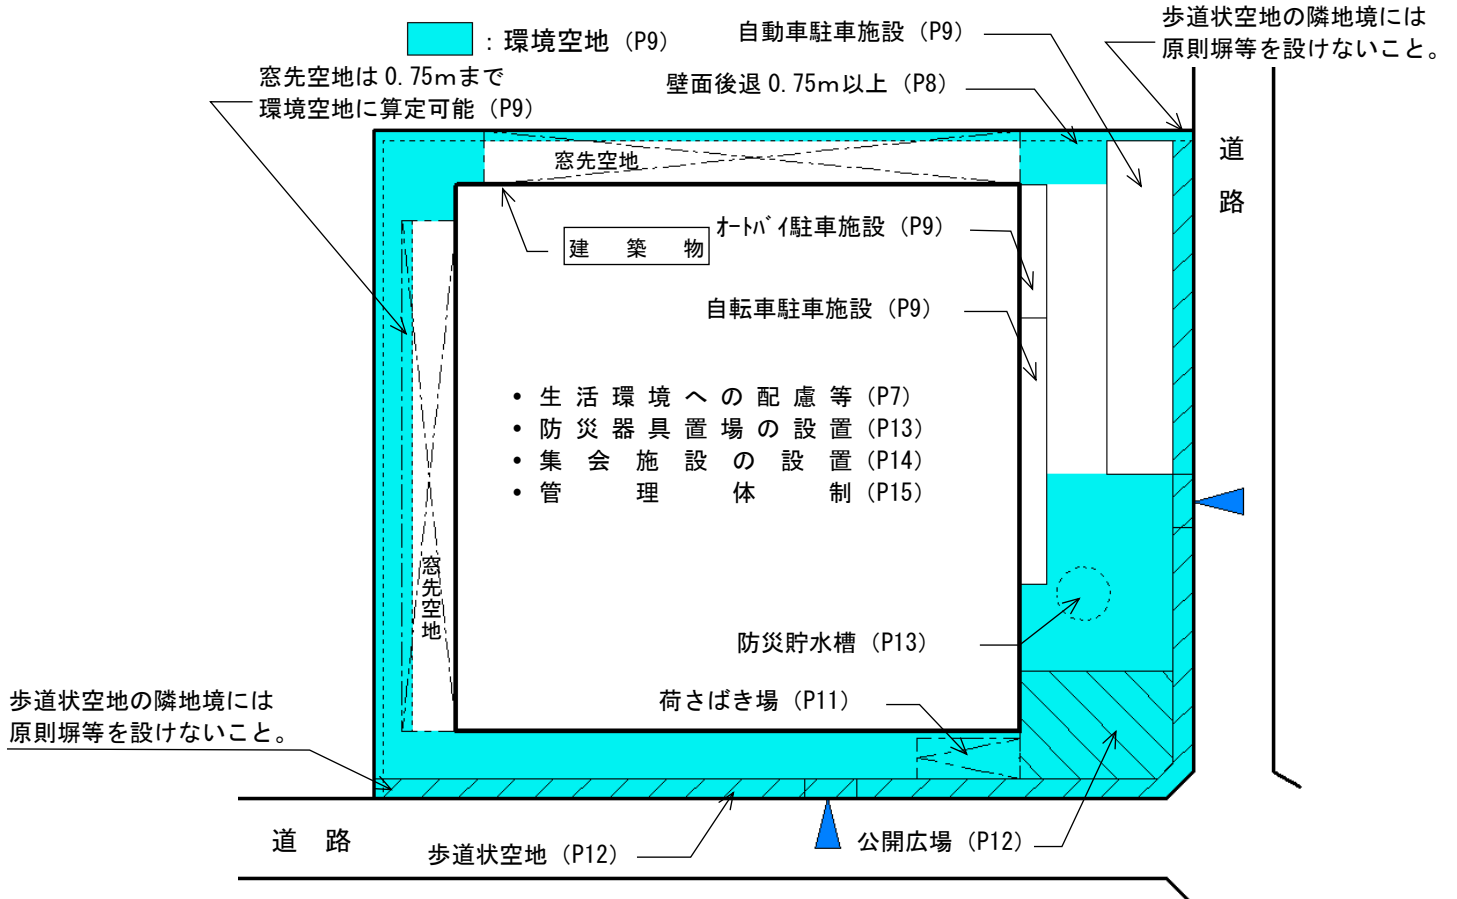 ：環境空地（P9）
自動車駐車施設（P9）
歩道状空地の隣地境には
原則塀等を設けないこと。
窓先空地は0.75ｍまで
環境空地に算定可能（P9）
壁面後退0.75ｍ以上（P8）
道
路
窓先空地
建築物
ｵｰﾄﾊﾞｲ駐車施設（P9）
自転車駐車施設（P9）
•生活環境への配慮等（P7）
•防災器具置場の設置（P13）
•集会施設の設置（P14）
•管理体制（P15）
窓先空地
防災貯水槽（P13）
荷さばき場（P11）
歩道状空地の隣地境には
原則塀等を設けないこと。
道路
歩道状空地（P12）
公開広場（P12）